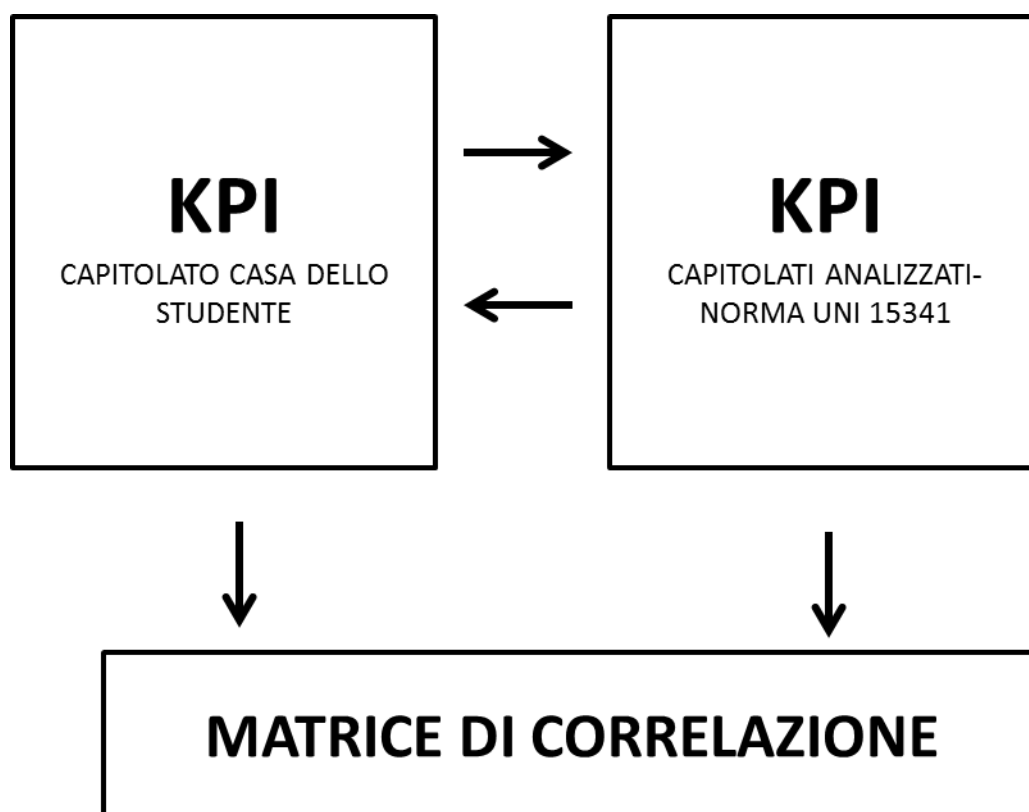 KPI
CAPITOLATO CASA DELLO
STUDENTE
KPI
CAPITOLATI ANALIZZATI-
NORMA UNI 15341
MATRICE DI CORRELAZIONE